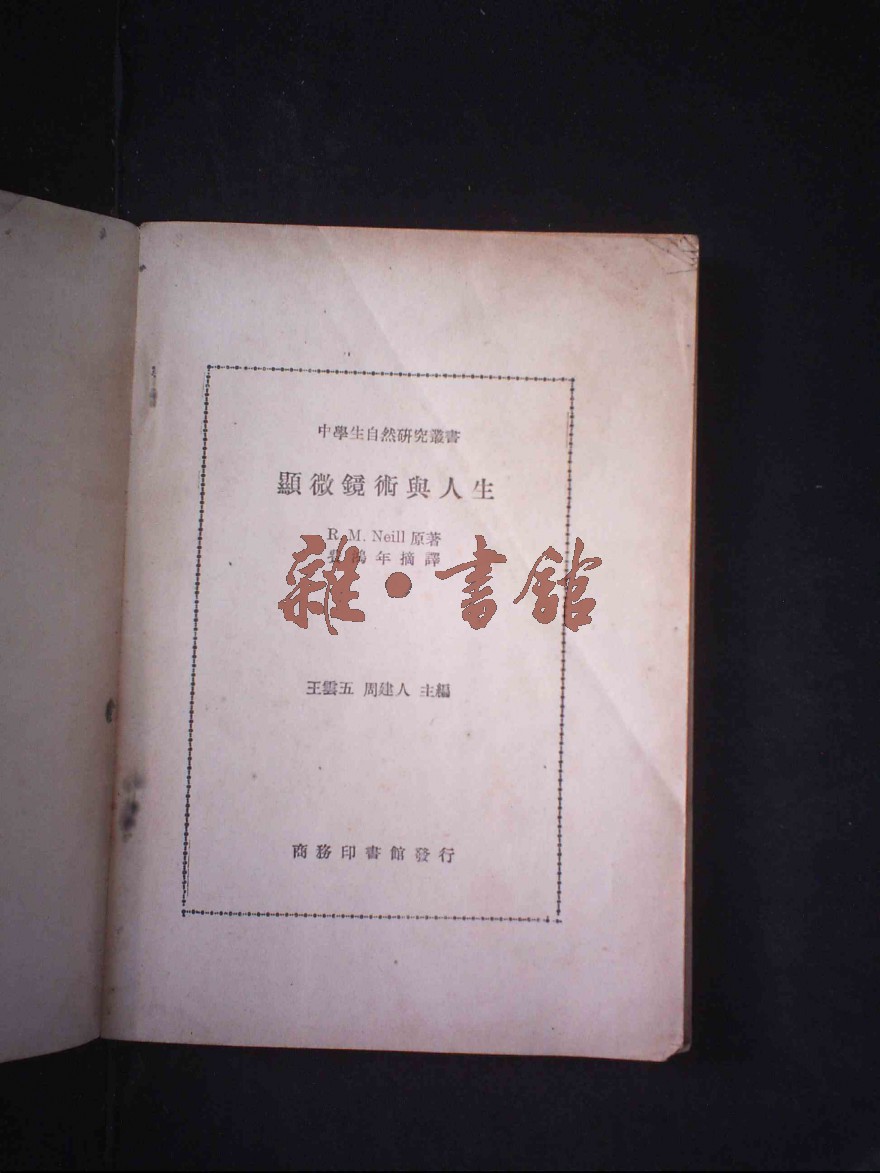 中學生自然研究叢書
顯微鏡術與人生
R. M. Neill 原著
鴻年摘譯
雜·書館
王雲五 周建人 主編
商務印書館發行